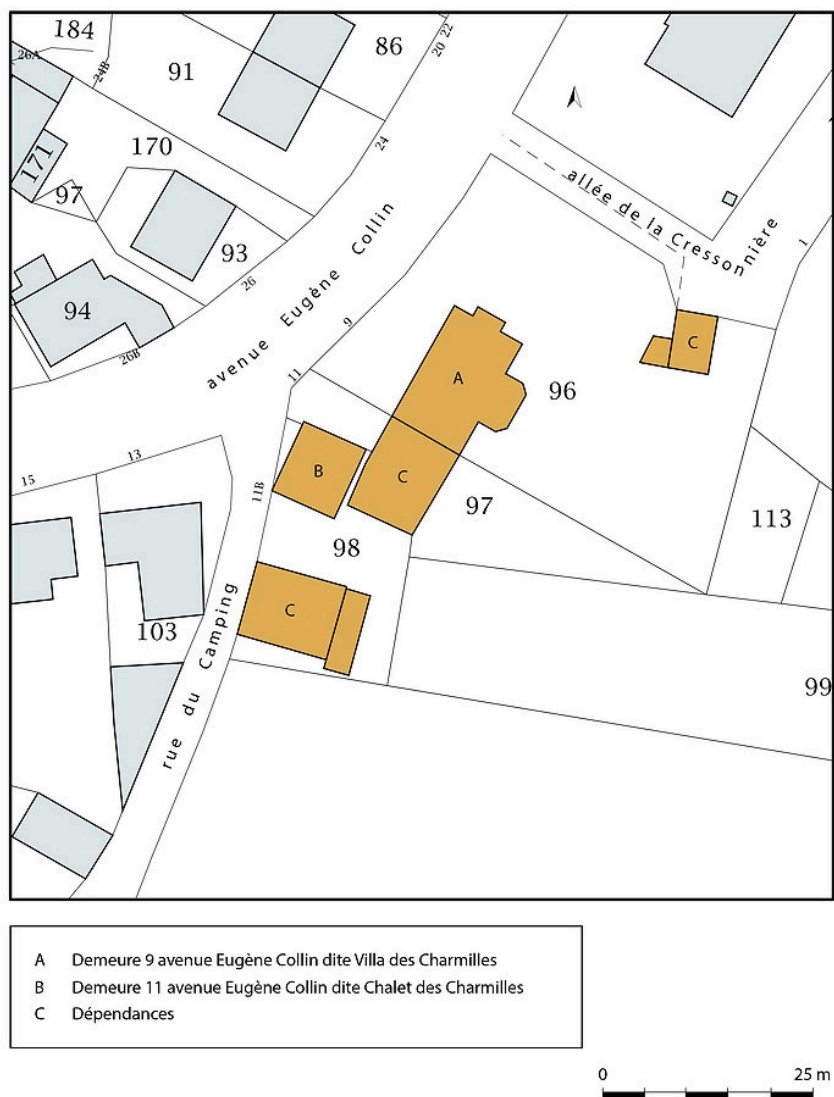 184
86
20 22
26A
24B
91
24
170
171
97
93
26
94
26B
allée de la Cressonnière
1
avenue Eugène Collin
9
11
A
96
C
B
C
97
113
13
15
11B
98
C
103
99
rue du Camping
A Demeure 9 avenue Eugène Collin dite Villa des Charmilles
B Demeure 11 avenue Eugène Collin dite Chalet des Charmilles
C Dépendances
0 25 m